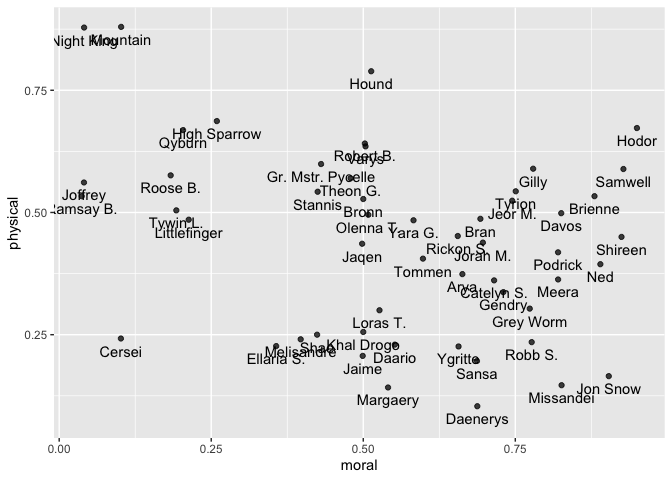 Night King
Mountain
Hound
0.75
Hodor
High Sparrow
Qyburn
Robert B.
Varys
Gr. Mstr. Pycelle
Gilly
Samwell
Joffrey
Roose B.
Theon G.
Stannis
Ramsay B.
Tyrion
Brienne
Bronn
Jeor M.
0.50
Tywin L.
Littlefinger
Olenna T.
Yara G.
Bran
Davos
Rickon S.
Shireen
Jaqen
Jorah M.
Podrick
Tommen
Ned
Arya
Catelyn S.
Meera
Gendry
Loras T.
Grey Worm
0.25
Cersei
Khal Drogo
Shae
Melisandre
Ellaria S.
Daario
Ygritte
Robb S.
Jaime
Sansa
Jon Snow
Margaery
Missandei
Daenerys
physical
0.00
0.25
0.50
0.75
moral